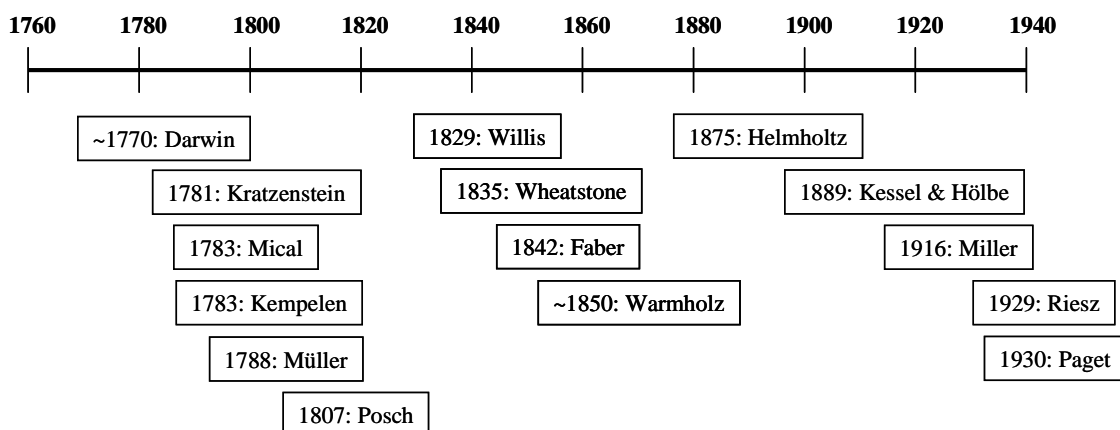 1760 1780 1800 1820 1840 1860 1880 1900 1920 1940
~1770: Darwin
1829: Willis
1875: Helmholtz
1781: Kratzenstein
1835: Wheatstone
1889: Kessel & Hölbe
1783: Mical
1842: Faber
1916: Miller
1783: Kempelen
~1850: Warmholz
1929: Riesz
1788: Müller
1930: Paget
1807: Posch